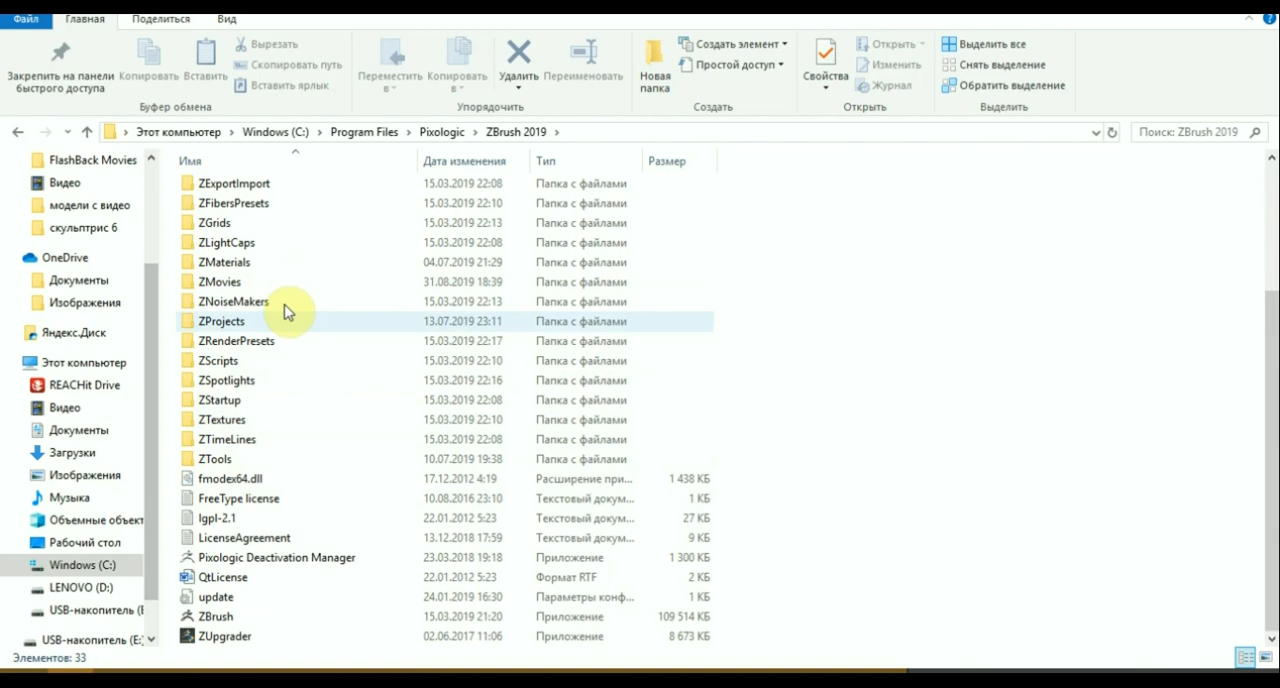 Файл Главная Поделиться Вид
Закрепить на панели быстрого доступа
Копировать
Вставить
Вырезать
Скопировать путь
Вставить ярлык
Буфер обмена
Переместить в
Копировать в
Удалить
Переименовать
Упорядочить
Новая папка
Создать элемент
Простой доступ
Создать
Свойства
Открыть
Изменить
Журнал
Открыть
Выделить все
Снять выделение
Обратить выделение
Выделить
Этот компьютер > Windows (C:) > Program Files > Pixologic > ZBrush 2019 >
Поиск: ZBrush 2019
FlashBack Movies
Видео
модели с видео
скульптрис 6
OneDrive
Документы
Изображения
Яндекс.Диск
Этот компьютер
REACHit Drive
Видео
Документы
Загрузки
Изображения
Музыка
Объемные объект
Рабочий стол
Windows (C:)
LENOVO (D:)
USB-накопитель (E
USB-накопитель (E:)
Имя Дата изменения Тип Размер
ZExportImport 15.03.2019 22:08 Папка с файлами
ZFibersPresets 15.03.2019 22:10 Папка с файлами
ZGrids 15.03.2019 22:13 Папка с файлами
ZLightCaps 15.03.2019 22:08 Папка с файлами
ZMaterials 04.07.2019 21:29 Папка с файлами
ZMovies 31.08.2019 18:39 Папка с файлами
ZNoiseMakers 15.03.2019 22:13 Папка с файлами
ZProjects 13.07.2019 23:11 Папка с файлами
ZRenderPresets 15.03.2019 22:17 Папка с файлами
ZScripts 15.03.2019 22:10 Папка с файлами
ZSpotlights 15.03.2019 22:16 Папка с файлами
ZStartup 15.03.2019 22:08 Папка с файлами
ZTextures 15.03.2019 22:10 Папка с файлами
ZTimeLines 15.03.2019 22:08 Папка с файлами
ZTools 10.07.2019 19:38 Папка с файлами
fmodex64.dll 17.12.2012 4:19 Расширение при... 1 438 КБ
FreeType license 10.08.2016 23:10 Текстовый докум... 1 КБ
lgpl-2.1 22.01.2012 5:23 Текстовый докум... 27 КБ
LicenseAgreement 13.12.2018 17:59 Текстовый докум... 9 КБ
Pixologic Deactivation Manager 23.03.2018 19:18 Приложение 1 300 КБ
QtLicense 22.01.2012 5:23 Формат RTF 2 КБ
update 24.01.2019 16:30 Параметры конф... 1 КБ
ZBrush 15.03.2019 21:20 Приложение 109 514 КБ
ZUpgrader 02.06.2017 11:06 Приложение 8 673 КБ
Элементов: 33